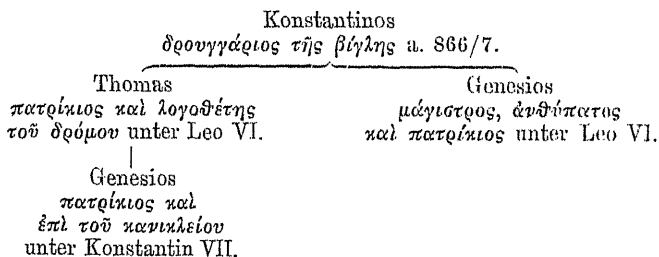 Konstantinos
δρουγγάριος τῆς βίγλης a. 866/7.
Thomas
πατρίκιος καὶ λογοθέτης
τοῦ δρόμου unter Leo VI.
Genesios
μάγιστρος, ἀνθύπατος
καὶ πατρίκιος unter Leo VI.
Genesios
πατρίκιος καὶ
ἐπὶ τοῦ κανικλείου
unter Konstantin VII.